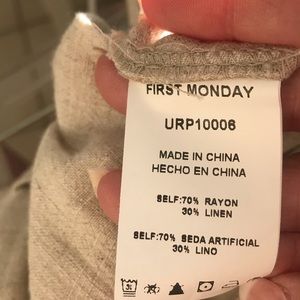 FIRST MONDAY
URP10006
MADE IN CHINA
HECHO EN CHINA
SELF:70% RAYON
30% LINEN
SELF:70% SEDA ARTIFICIAL
30% LINO